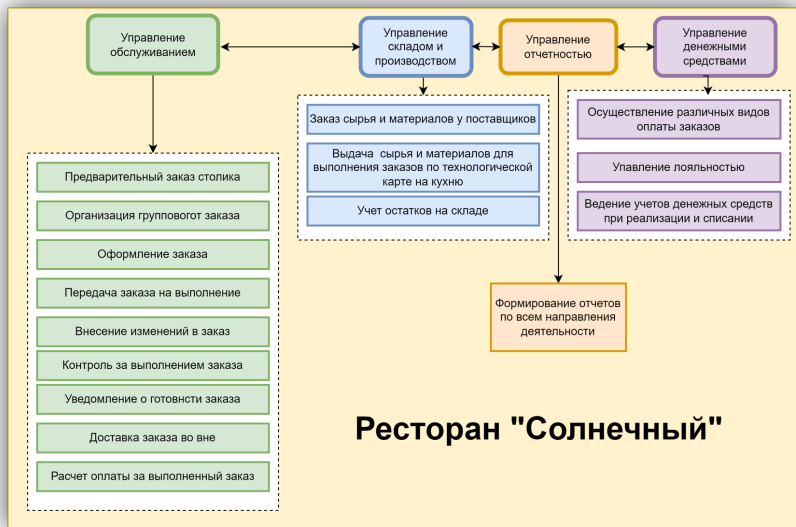 Управление
обслуживанием
Управление
складом и
производством
Управление
отчетностью
Управление
денежными
средствами
Предварительный заказ столика
Организация групповогот заказа
Оформление заказа
Передача заказа на выполнение
Внесение изменений в заказ
Контроль за выполнением заказа
Уведомление о готовнсти заказа
Доставка заказа во вне
Расчет оплаты за выполненный заказ
Заказ сырья и материалов у поставщиков
Выдача сырья и материалов для
выполнения заказов по технологической
карте на кухню
Учет остатков на складе
Формирование отчетов
по всем направления
деятельности
Осуществление различных видов
оплаты заказов
Упавление лояльностью
Ведение учетов денежных средств
при реализации и списании
Ресторан "Солнечный"